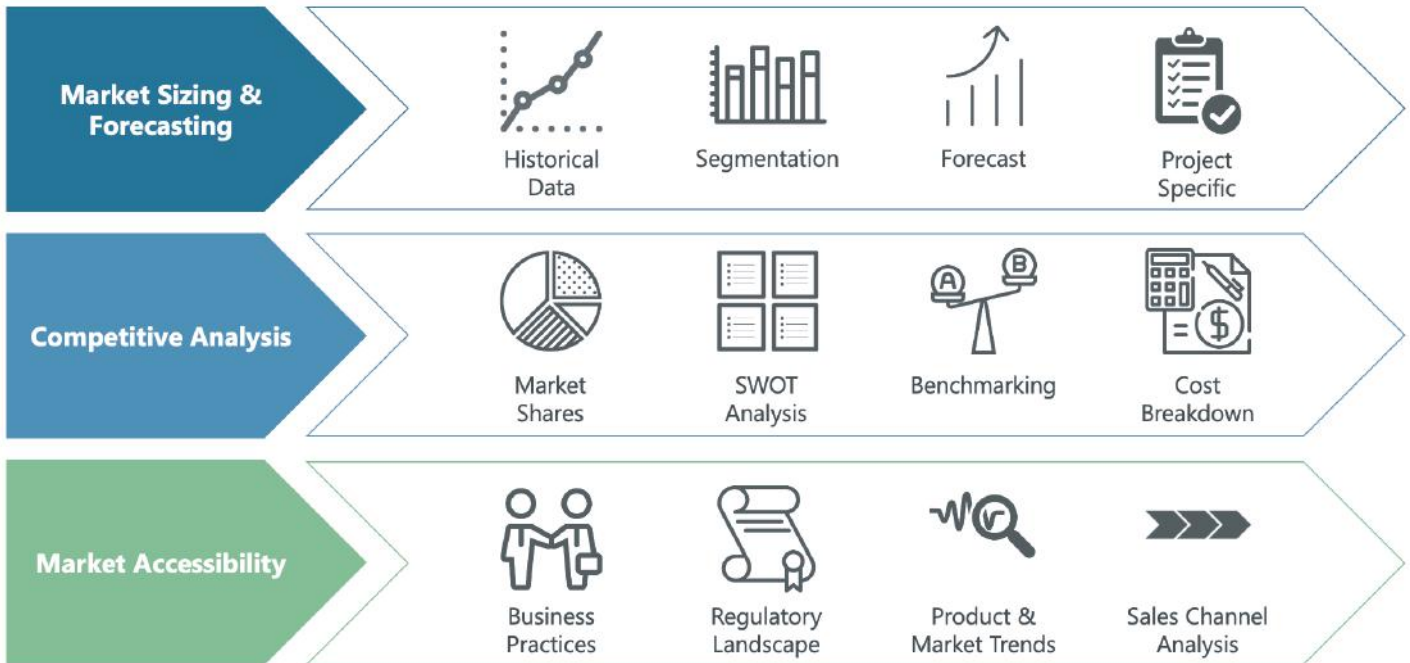 Market Sizing &
Forecasting
Historical
Data
Segmentation
Forecast
Project
Specific
Competitive Analysis
Market
Shares
SWOT
Analysis
A
B
Benchmarking
= $
Cost
Breakdown
Market Accessibility
Business
Practices
Regulatory
Landscape
Product &
Market Trends
Sales Channel
Analysis